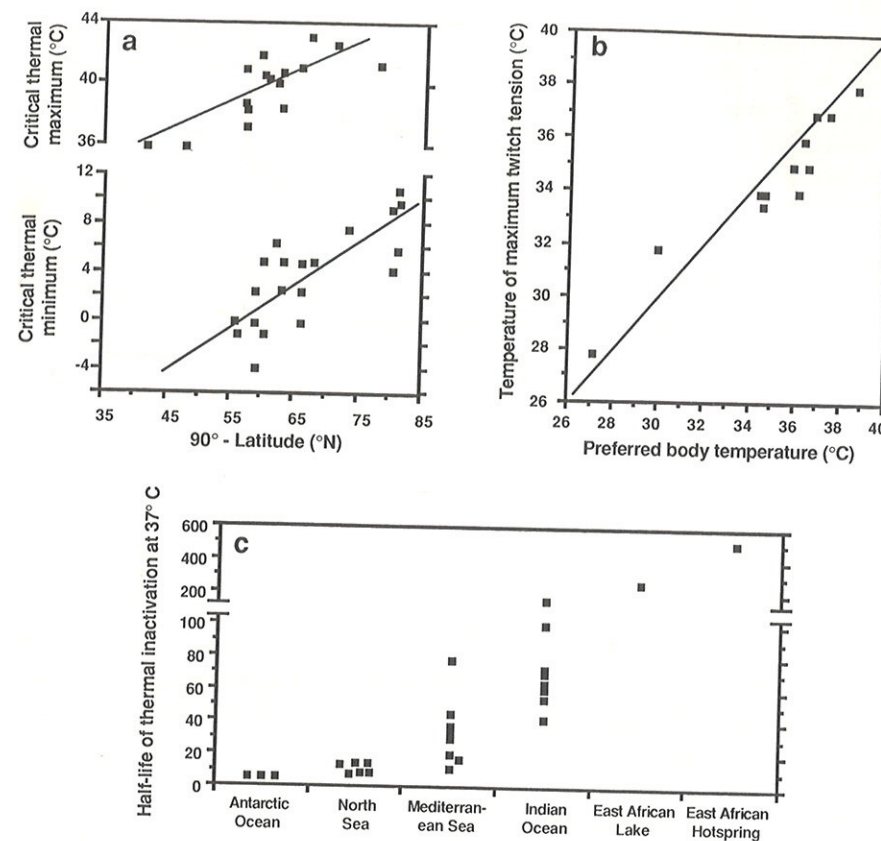 a
Critical thermal
maximum (°C)
44
40
36
Critical thermal
minimum (°C)
12
8
4
0
-4
35 45 55 65 75 85
90° - Latitude (°N)
b
Temperature of maximum twitch tension (°C)
40
38
36
34
32
30
28
26
26 28 30 32 34 36 38 40
Preferred body temperature (°C)
c
Half-life of thermal inactivation at 37° C
600
400
200
100
80
60
40
20
0
Antarctic
Ocean
North
Sea
Mediterran-
ean Sea
Indian
Ocean
East African
Lake
East African
Hotspring